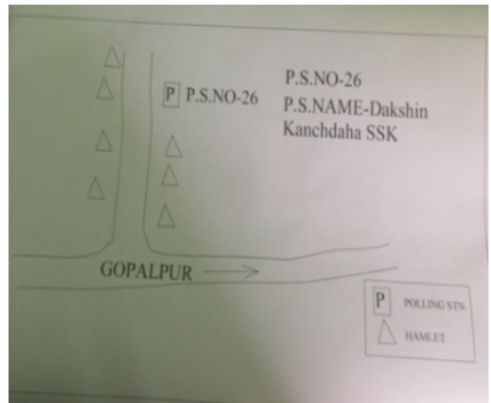 P P.S.NO-26
P.S.NO-26
P.S.NAME-Dakshin
Kanchdaha SSK
GOPALPUR
P POLLING STN.
HAMLET